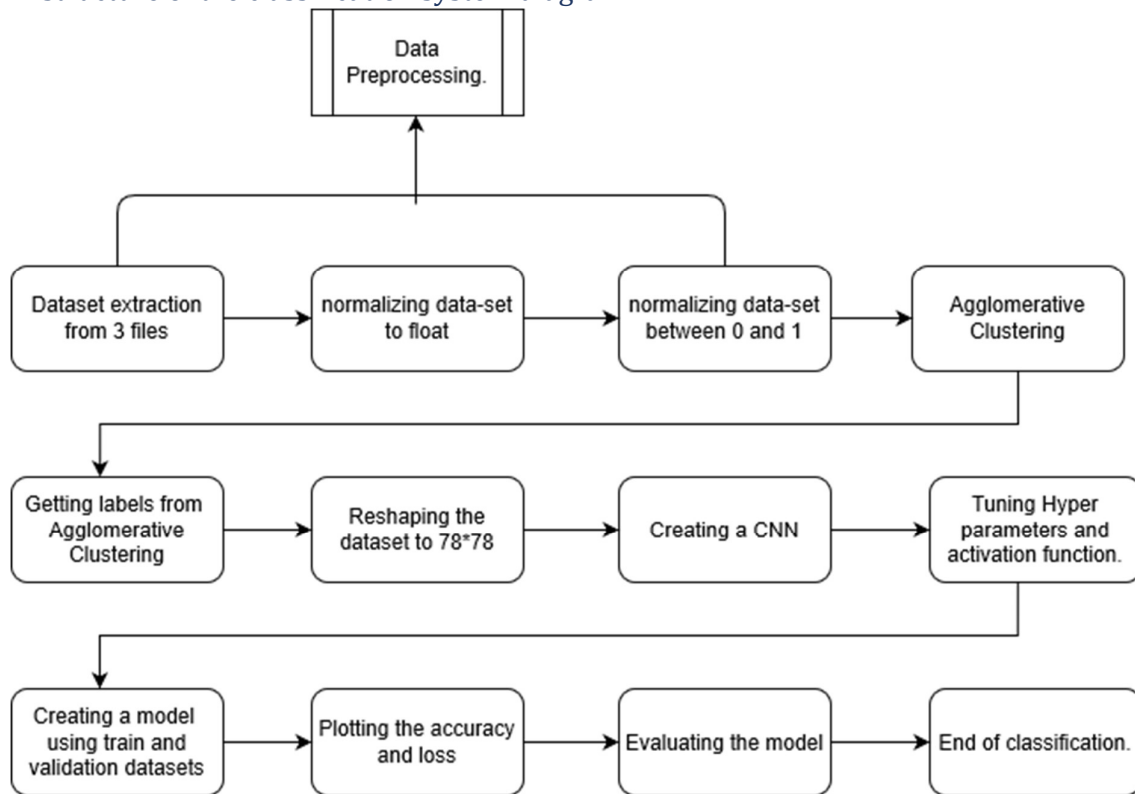 Data
Preprocessing.
Dataset extraction
from 3 files
normalizing data-set
to float
normalizing data-set
between 0 and 1
Agglomerative
Clustering
Getting labels from
Agglomerative
Clustering
Reshaping the
dataset to 78*78
Creating a CNN
Tuning Hyper
parameters and
activation function.
Creating a model
using train and
validation datasets
Plotting the accuracy
and loss
Evaluating the model
End of classification.